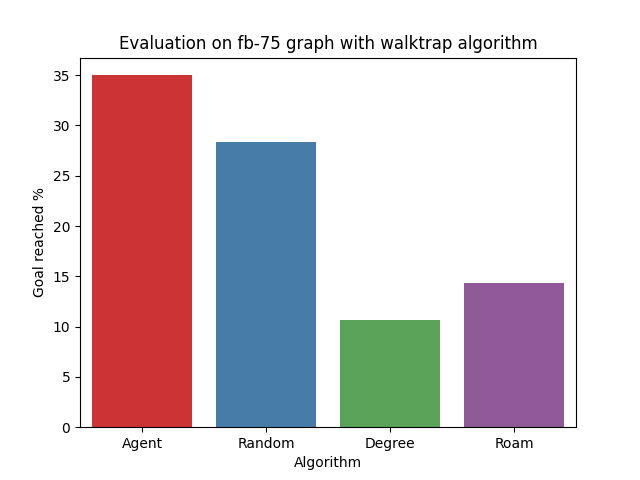 Evaluation on fb-75 graph with walktrap algorithm
Goal reached %
35
30
25
20
15
10
5
0
Agent Random Degree Roam
Algorithm